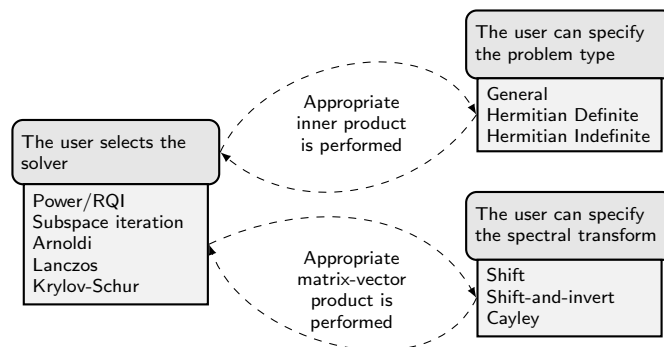 The user can specify
the problem type
General
Hermitian Definite
Hermitian Indefinite
Appropriate
inner product
is performed
The user selects the
solver
Power/RQI
Subspace iteration
Arnoldi
Lanczos
Krylov-Schur
Appropriate
matrix-vector
product is
performed
The user can specify
the spectral transform
Shift
Shift-and-invert
Cayley